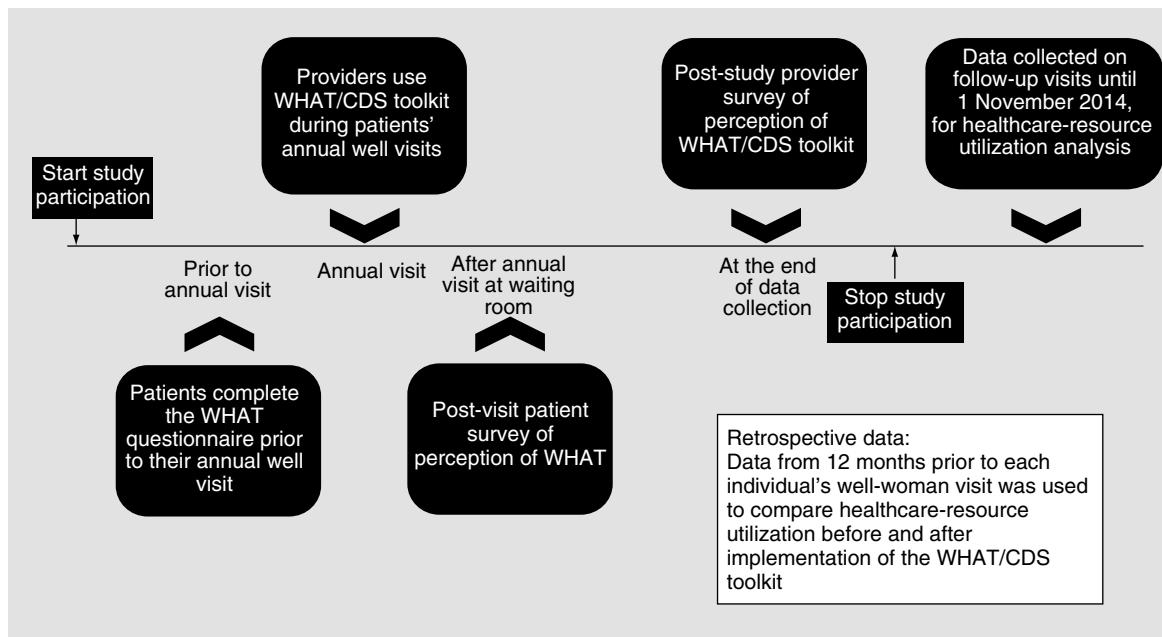 Providers use
WHAT/CDS toolkit
during patients’
annual well visits
Post-study provider
survey of
perception of
WHAT/CDS toolkit
Data collected on
follow-up visits until
1 November 2014,
for healthcare-resource
utilization analysis
Start study
participation
Prior to
annual visit
Annual visit
After annual
visit at waiting
room
At the end
of data
collection
Stop study
participation
Patients complete
the WHAT
questionnaire prior
to their annual well
visit
Post-visit patient
survey of
perception of WHAT
Retrospective data:
Data from 12 months prior to each
individual’s well-woman visit was used
to compare healthcare-resource
utilization before and after
implementation of the WHAT/CDS
toolkit